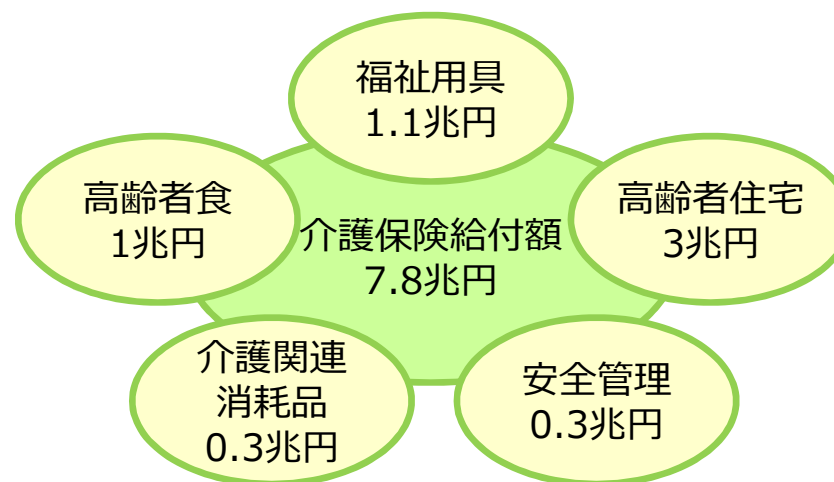 福祉用具
1.1兆円
高齢者食
1兆円
介護保険給付額
7.8兆円
高齢者住宅
3兆円
介護関連
消耗品
0.3兆円
安全管理
0.3兆円